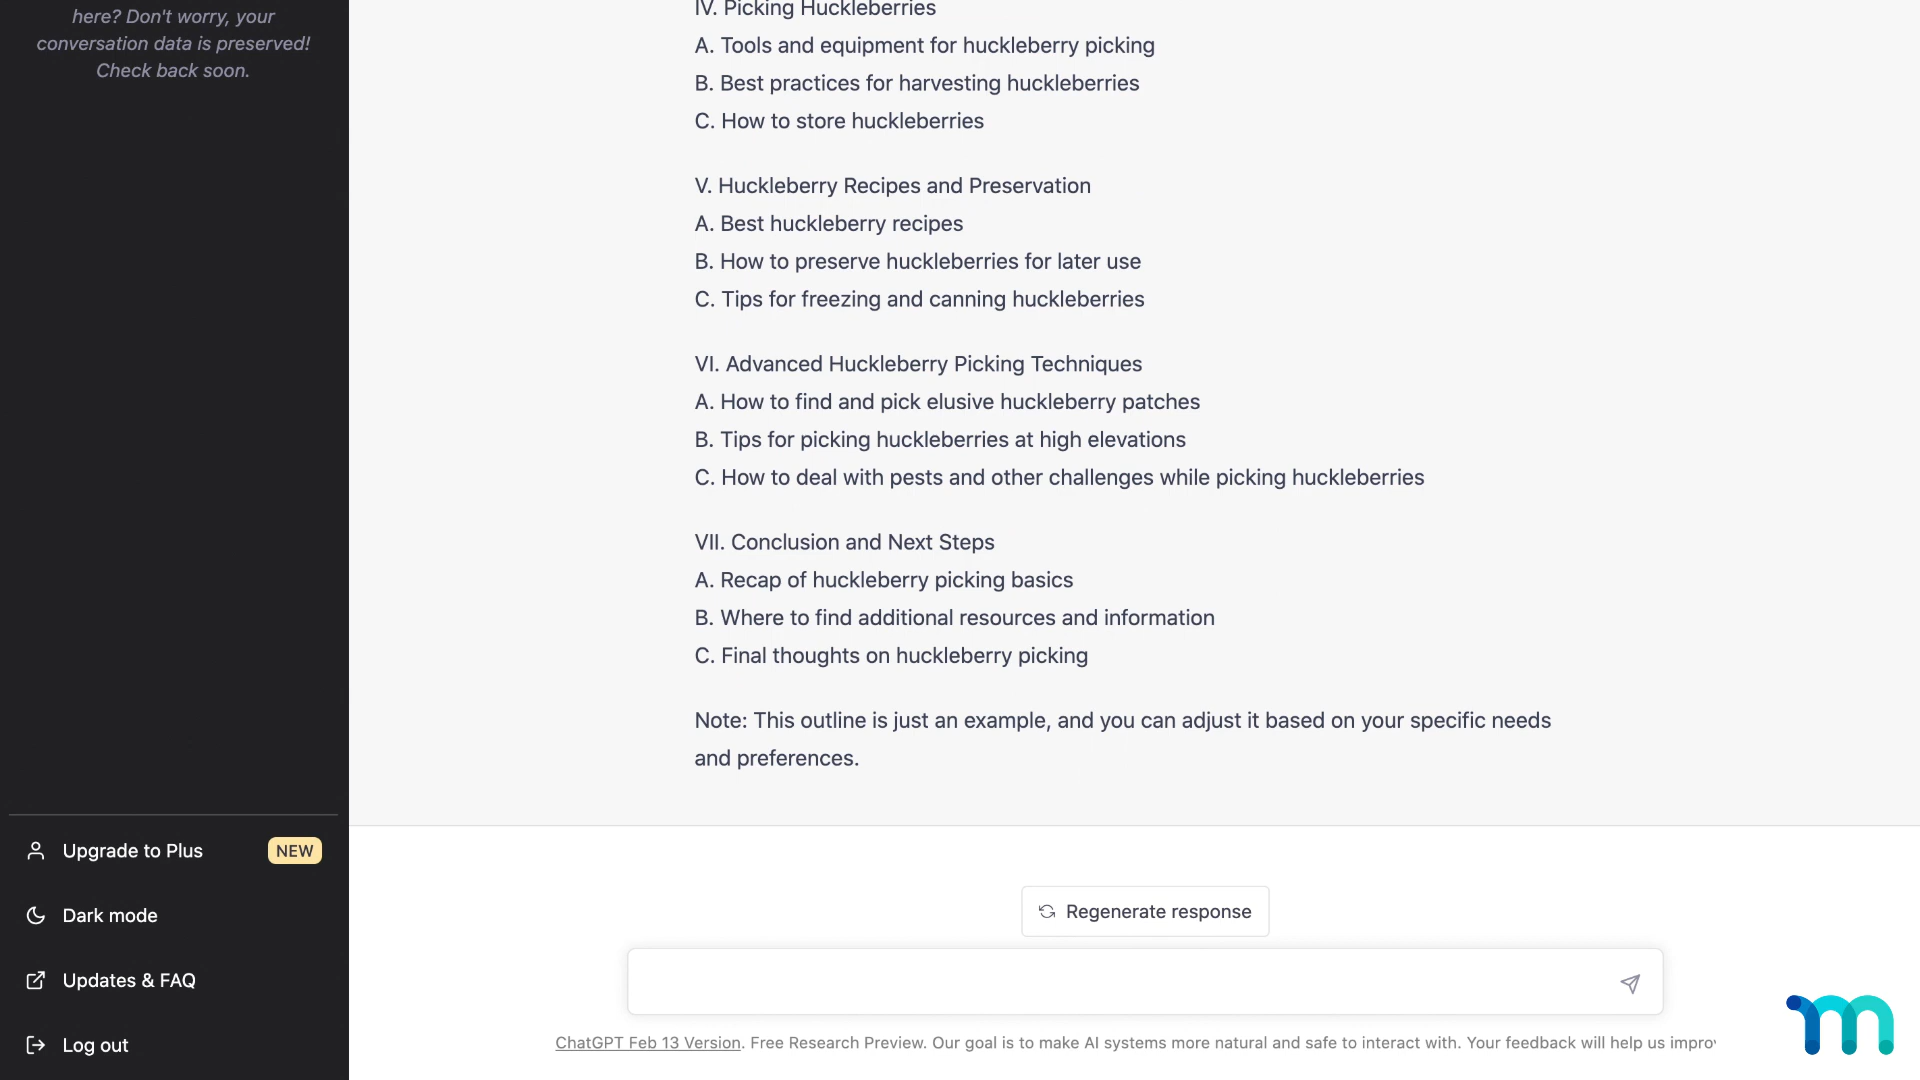 here? Don't worry, your
conversation data is preserved!
Check back soon.
IV. Picking Huckleberries
A. Tools and equipment for huckleberry picking
B. Best practices for harvesting huckleberries
C. How to store huckleberries
V. Huckleberry Recipes and Preservation
A. Best huckleberry recipes
B. How to preserve huckleberries for later use
C. Tips for freezing and canning huckleberries
VI. Advanced Huckleberry Picking Techniques
A. How to find and pick elusive huckleberry patches
B. Tips for picking huckleberries at high elevations
C. How to deal with pests and other challenges while picking huckleberries
VII. Conclusion and Next Steps
A. Recap of huckleberry picking basics
B. Where to find additional resources and information
C. Final thoughts on huckleberry picking
Note: This outline is just an example, and you can adjust it based on your specific needs
and preferences.
Upgrade to Plus NEW
Dark mode
Updates & FAQ
Log out
Regenerate response
ChatGPT Feb 13 Version. Free Research Preview. Our goal is to make AI systems more natural and safe to interact with. Your feedback will help us impro
m